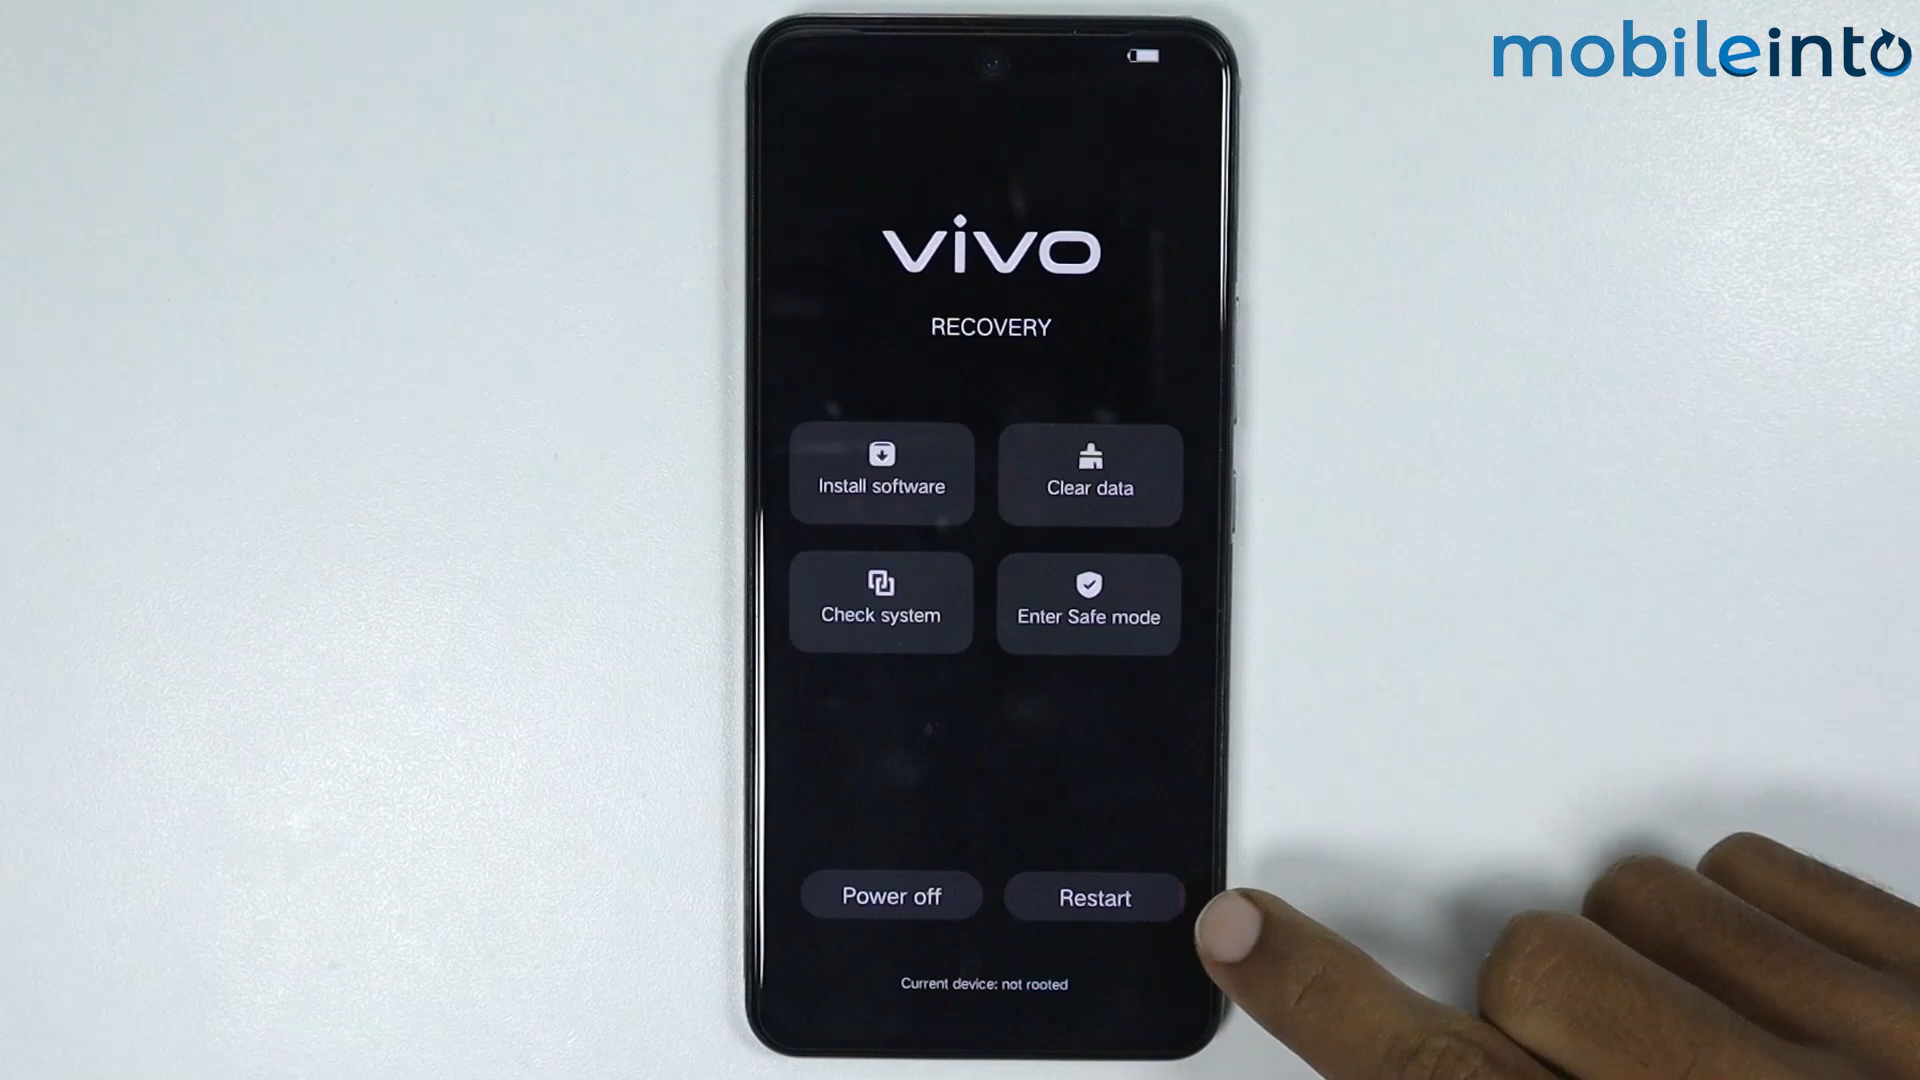 mobileinto
vivo
RECOVERY
Install software
Clear data
Check system
Enter Safe mode
Power off
Restart
Current device: not rooted